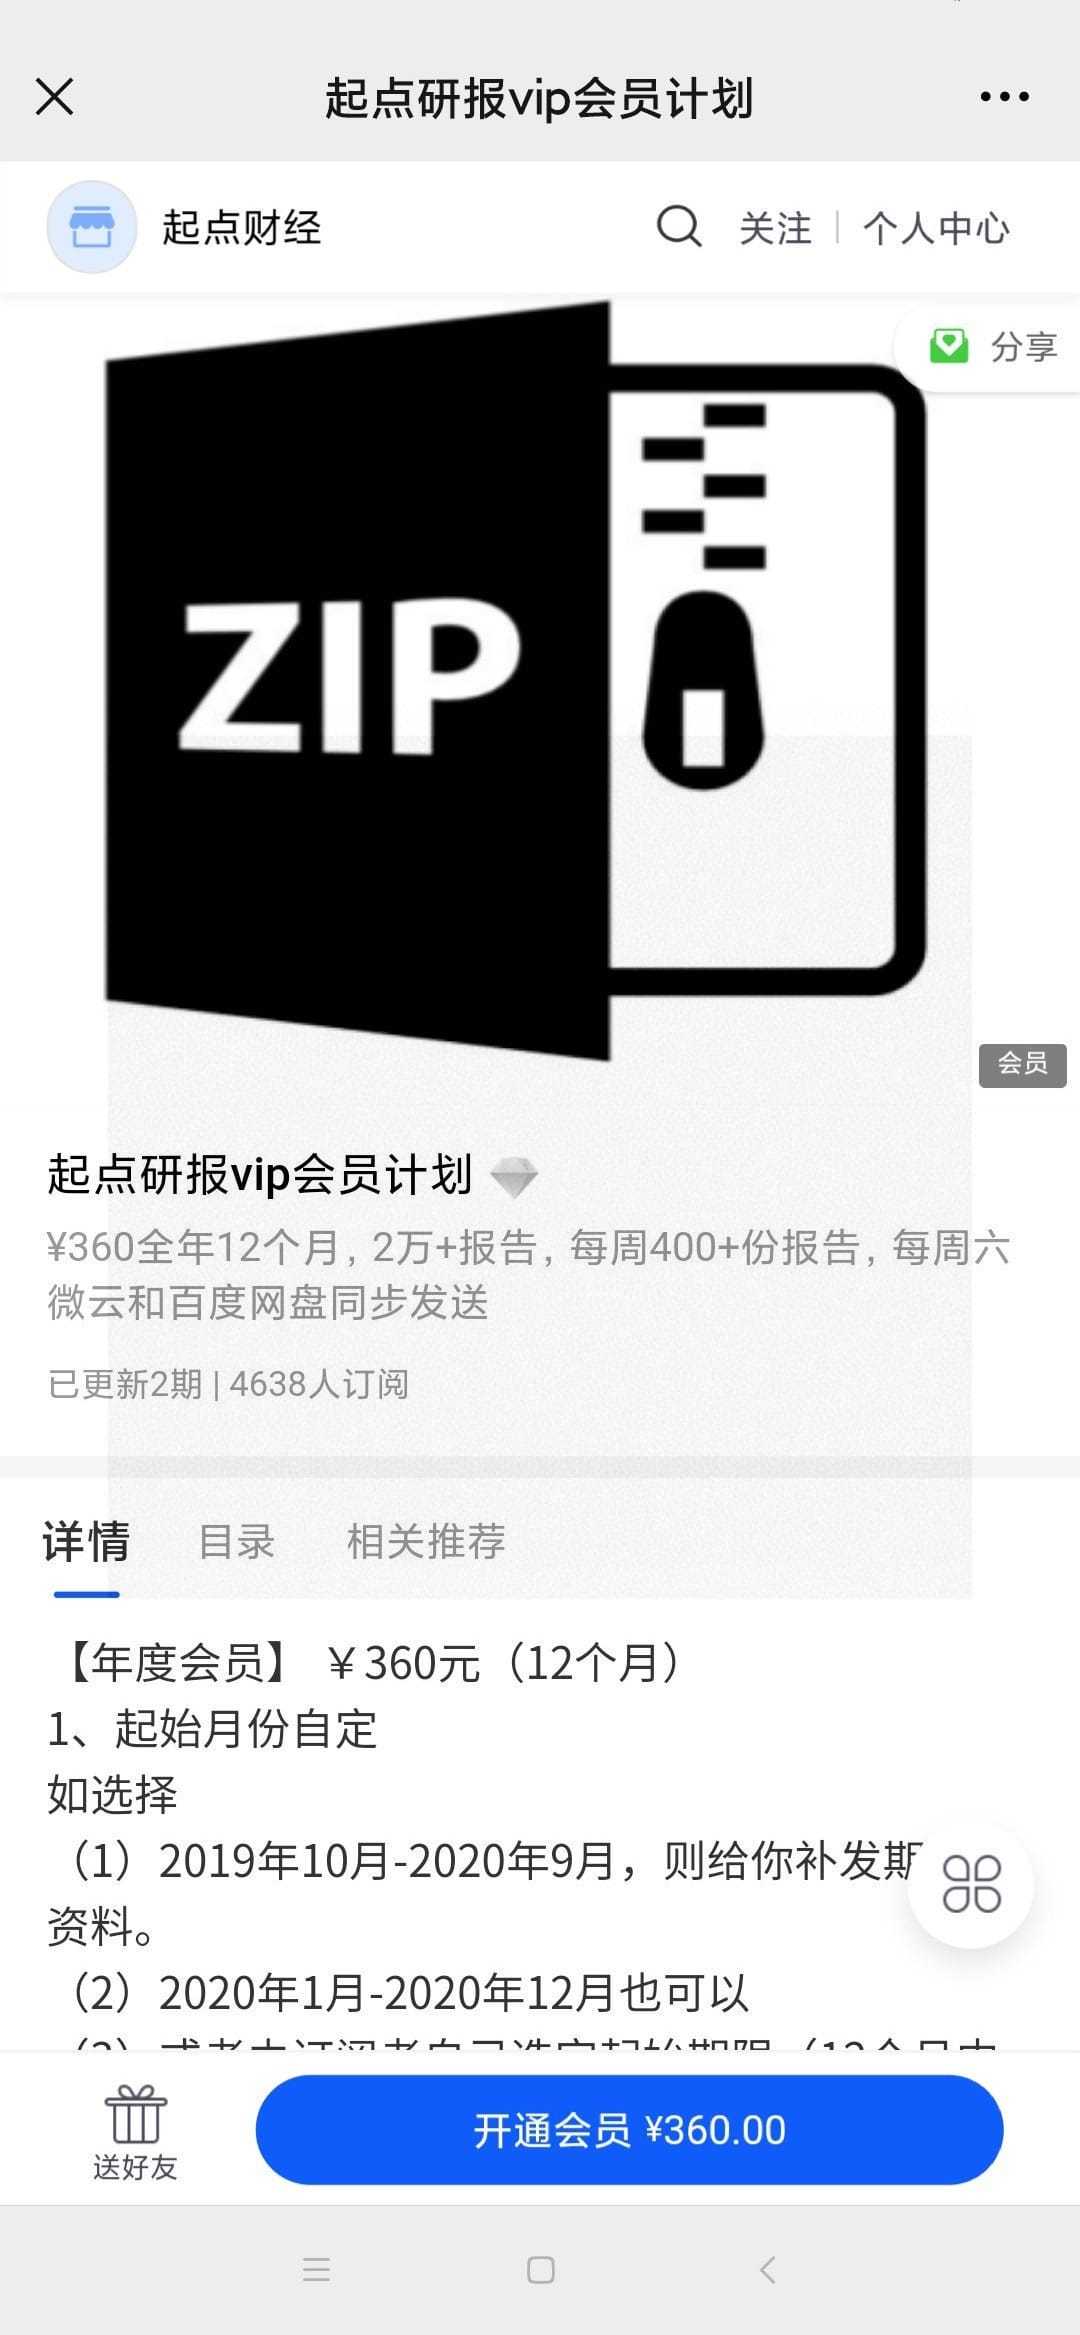 起点研报vip会员计划
起点财经
关注
个人中心
分享
ZIP
会员
起点研报vip会员计划
¥360全年12个月，2万+报告，每周400+份报告，每周六
微云和百度网盘同步发送
已更新2期 | 4638人订阅
详情 目录 相关推荐
【年度会员】 ￥360元（12个月）
1、起始月份自定
如选择
（1）2019年10月-2020年9月，则给你补发期
资料。
（2）2020年1月-2020年12月也可以
送好友
开通会员 ¥360.00